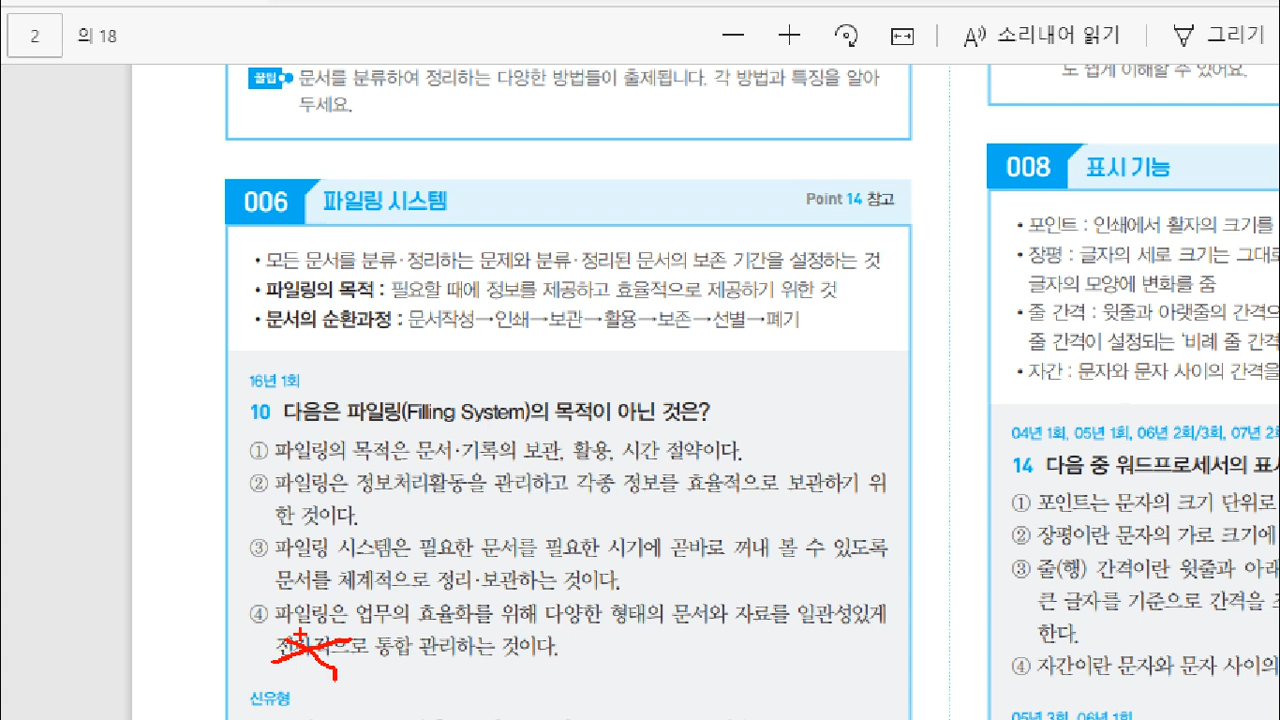 2 의 18
소리내어 읽기
그리기
꿀팁 문서를 분류하여 정리하는 다양한 방법들이 출제됩니다. 각 방법과 특징을 알아
두세요.
006 파일링 시스템 Point 14 참고
• 모든 문서를 분류·정리하는 문제와 분류·정리된 문서의 보존 기간을 설정하는 것
• 파일링의 목적 : 필요할 때에 정보를 제공하고 효율적으로 제공하기 위한 것
• 문서의 순환과정 : 문서작성→인쇄→보관→활용→보존→선별→폐기
16년 1회
10 다음은 파일링(Filling System)의 목적이 아닌 것은?
① 파일링의 목적은 문서·기록의 보관, 활용, 시간 절약이다.
② 파일링은 정보처리활동을 관리하고 각종 정보를 효율적으로 보관하기 위
한 것이다.
③ 파일링 시스템은 필요한 문서를 필요한 시기에 곧바로 꺼내 볼 수 있도록
문서를 체계적으로 정리·보관하는 것이다.
④ 파일링은 업무의 효율화를 위해 다양한 형태의 문서와 자료를 일관성있게
통합 관리하는 것이다.
신유형
도 쉽게 이해할 수 있어요.
008 표시 기능
• 포인트 : 인쇄에서 활자의 크기를
• 장평 : 글자의 세로 크기는 그대로
글자의 모양에 변화를 줌
• 줄 간격 : 윗줄과 아랫줄의 간격으
줄 간격이 설정되는 '비례 줄 간격
• 자간 : 문자와 문자 사이의 간격을
04년 1회, 05년 1회, 06년 2회/3회, 07년 2회
14 다음 중 워드프로세서의 표시
① 포인트는 문자의 크기 단위로
② 장평이란 문자의 가로 크기에
③ 줄(행) 간격이란 윗줄과 아래
큰 글자를 기준으로 간격을 조
한다.
④ 자간이란 문자와 문자 사이의
05년 3회, 06년 1회